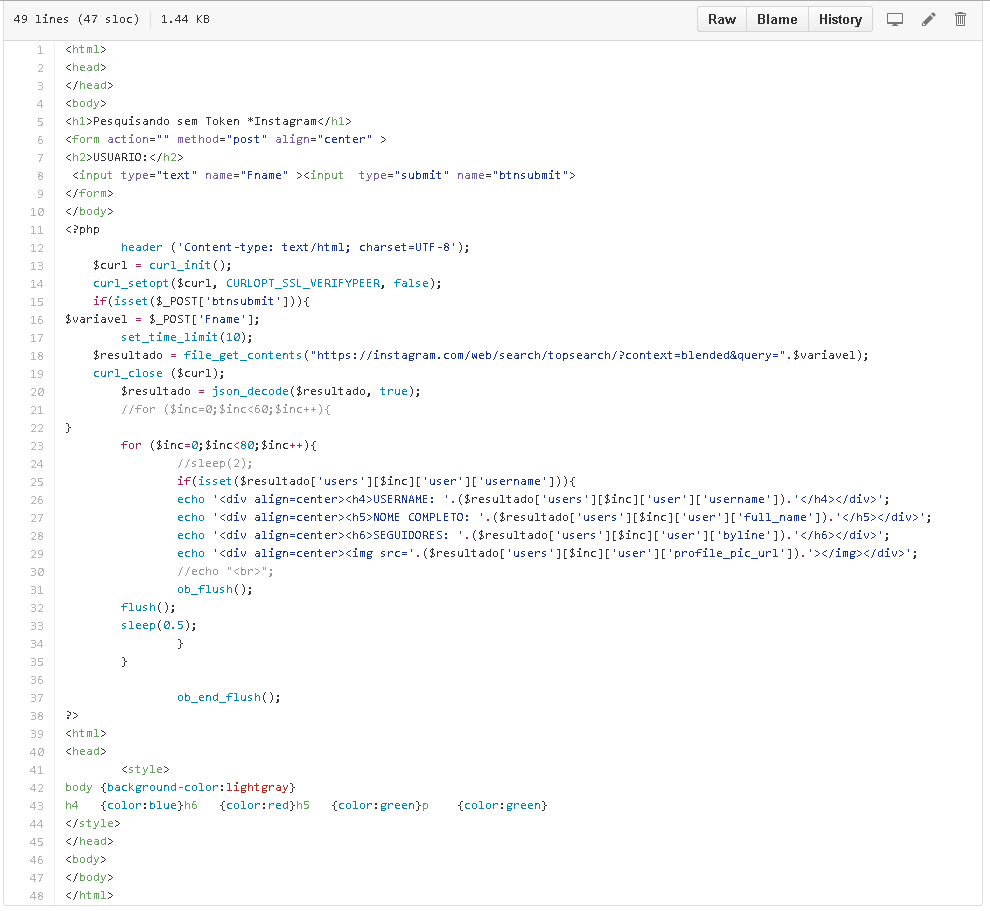 49 lines (47 sloc) 1.44 KB Raw Blame History
1 <html>
2 <head>
3 </head>
4 <body>
5 <h1>Pesquisando sem Token *Instagram</h1>
6 <form action="" method="post" align="center" >
7 <h2>USUARIO:</h2>
8 <input type="text" name="Fname" ><input  type="submit" name="btnsubmit">
9 </form>
10 </body>
11 <?php
12 header ('Content-type: text/html; charset=UTF-8');
13 $curl = curl_init();
14 curl_setopt($curl, CURLOPT_SSL_VERIFYPEER, false);
15 if(isset($_POST['btnsubmit'])){
16 $variavel = $_POST['Fname'];
17 set_time_limit(10);
18 $resultado = file_get_contents("https://instagram.com/web/search/topsearch/?context=blended&query=".$variavel);
19 curl_close ($curl);
20 $resultado = json_decode($resultado, true);
21 //for ($inc=0;$inc<60;$inc++){
22 }
23 for ($inc=0;$inc<80;$inc++){
24 //sleep(2);
25 if(isset($resultado['users'][$inc]['user']['username'])){
26 echo '<div align=center><h4>USERNAME: '.($resultado['users'][$inc]['user']['username']).'</h4></div>';
27 echo '<div align=center><h5>NOME COMPLETO: '.($resultado['users'][$inc]['user']['full_name']).'</h5></div>';
28 echo '<div align=center><h6>SEGUIDORES: '.($resultado['users'][$inc]['user']['byline']).'</h6></div>';
29 echo '<div align=center><img src='.($resultado['users'][$inc]['user']['profile_pic_url']).'></img></div>';
30 //echo "<br>";
31 ob_flush();
32 flush();
33 sleep(0.5);
34 }
35 }
36
37 ob_end_flush();
38 ?>
39 <html>
40 <head>
41 <style>
42 body {background-color:lightgray}
43 h4   {color:blue}h6   {color:red}h5   {color:green}p    {color:green}
44 </style>
45 </head>
46 <body>
47 </body>
48 </html>